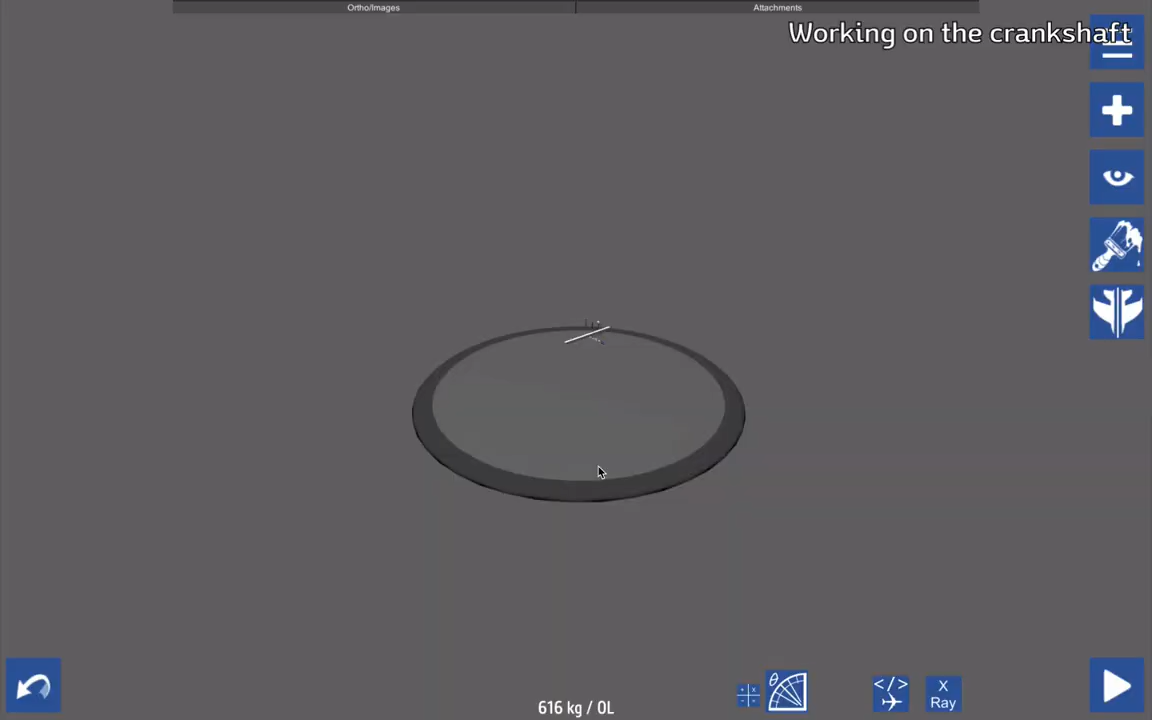 Ortho/Images
Attachments
Working on the crankshaft
θ
</>
X
Ray
616 kg / 0L